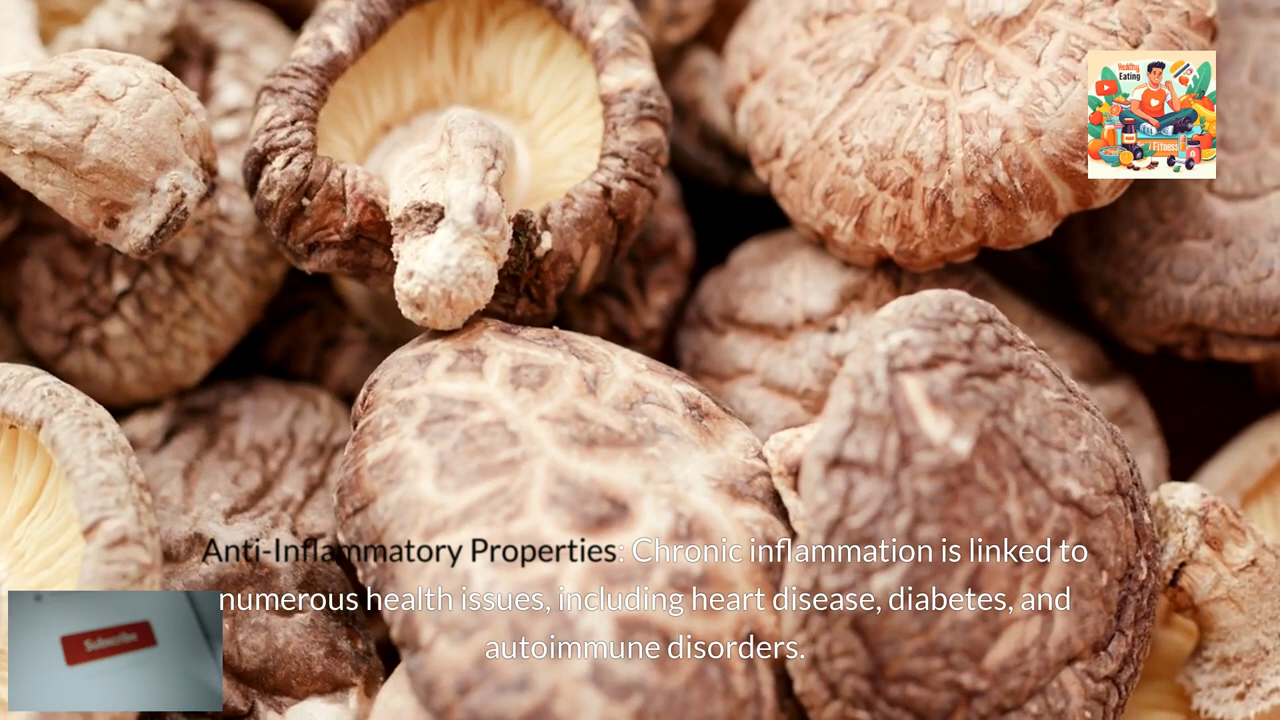 Healthy
Eating
Fitness
Anti-Inflammatory Properties: Chronic inflammation is linked to
numerous health issues, including heart disease, diabetes, and
autoimmune disorders.
Subscribe